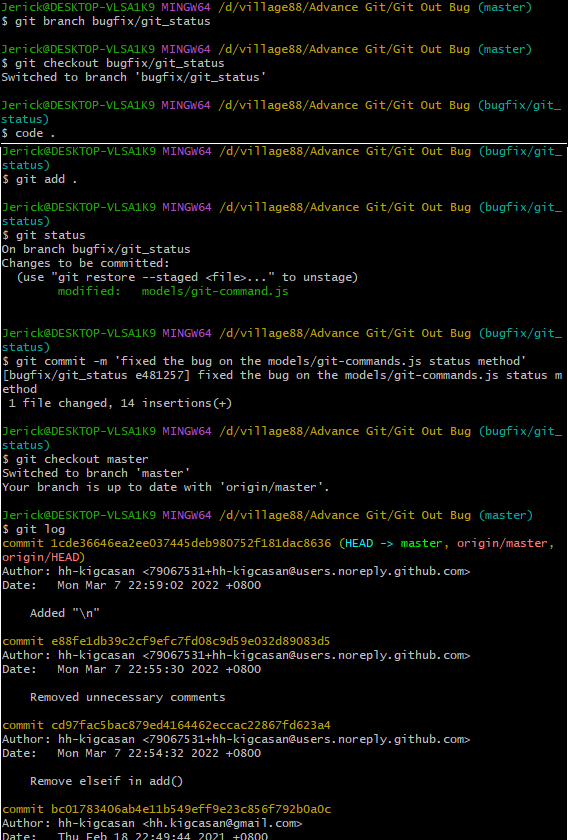 Jerick@DESKTOP-VLSA1K9 MINGW64 /d/village88/Advance Git/Git Out Bug (master)
$ git branch bugfix/git_status
Jerick@DESKTOP-VLSA1K9 MINGW64 /d/village88/Advance Git/Git Out Bug (master)
$ git checkout bugfix/git_status
Switched to branch 'bugfix/git_status'
Jerick@DESKTOP-VLSA1K9 MINGW64 /d/village88/Advance Git/Git Out Bug (bugfix/git_
status)
$ code .
Jerick@DESKTOP-VLSA1K9 MINGW64 /d/village88/Advance Git/Git Out Bug (bugfix/git_
status)
$ git add .
Jerick@DESKTOP-VLSA1K9 MINGW64 /d/village88/Advance Git/Git Out Bug (bugfix/git_
status)
$ git status
On branch bugfix/git_status
Changes to be committed:
  (use "git restore --staged <file>..." to unstage)
        modified:   models/git-command.js
Jerick@DESKTOP-VLSA1K9 MINGW64 /d/village88/Advance Git/Git Out Bug (bugfix/git_
status)
$ git commit -m 'fixed the bug on the models/git-commands.js status method'
[bugfix/git_status e481257] fixed the bug on the models/git-commands.js status m
ethod
 1 file changed, 14 insertions(+)
Jerick@DESKTOP-VLSA1K9 MINGW64 /d/village88/Advance Git/Git Out Bug (bugfix/git_
status)
$ git checkout master
Switched to branch 'master'
Your branch is up to date with 'origin/master'.
Jerick@DESKTOP-VLSA1K9 MINGW64 /d/village88/Advance Git/Git Out Bug (master)
$ git log
commit 1cde36646ea2ee037445deb980752f181dac8636 (HEAD -> master, origin/master,
origin/HEAD)
Author: hh-kigcasan <79067531+hh-kigcasan@users.noreply.github.com>
Date:   Mon Mar 7 22:59:02 2022 +0800
    Added "\n"
commit e88fe1db39c2cf9efc7fd08c9d59e032d89083d5
Author: hh-kigcasan <79067531+hh-kigcasan@users.noreply.github.com>
Date:   Mon Mar 7 22:55:30 2022 +0800
    Removed unnecessary comments
commit cd97fac5bac879ed4164462eccac22867fd623a4
Author: hh-kigcasan <79067531+hh-kigcasan@users.noreply.github.com>
Date:   Mon Mar 7 22:54:32 2022 +0800
    Remove elseif in add()
commit bc01783406ab4e11b549eff9e23c856f792b0a0c
Author: hh-kigcasan <hh.kigcasan@gmail.com>
Date:   Thu Feb 18 22:49:44 2021 +0800